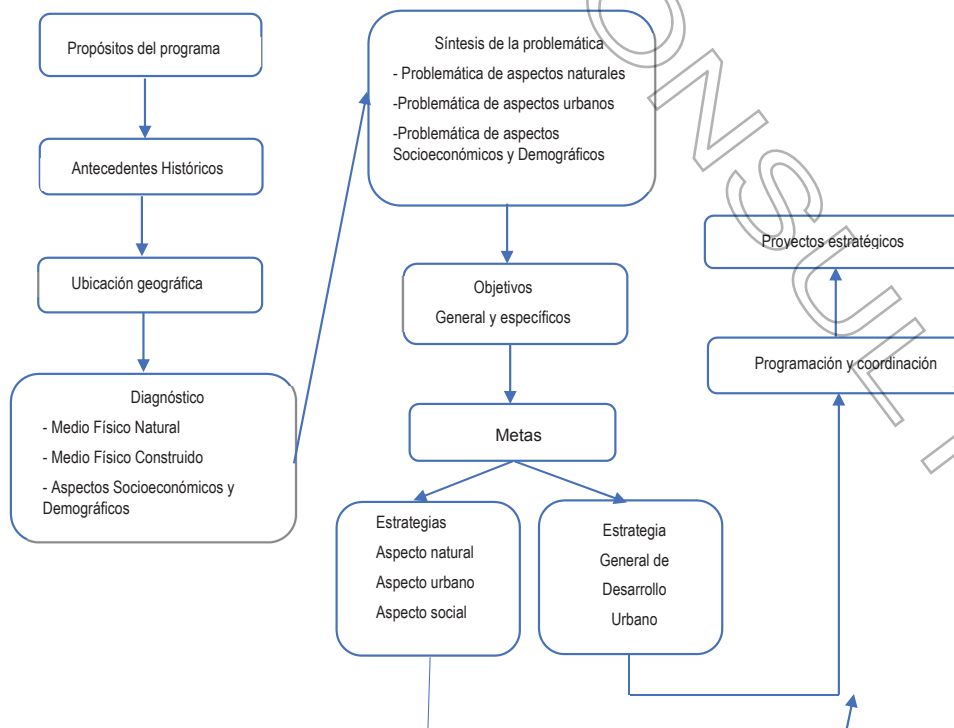 Propósitos del programa
Antecedentes Históricos
Ubicación geográfica
Diagnóstico
- Medio Físico Natural
- Medio Físico Construido
- Aspectos Socioeconómicos y
Demográficos
Síntesis de la problemática
- Problemática de aspectos naturales
-Problemática de aspectos urbanos
-Problemática de aspectos
Socioeconómicos y Demográficos
Objetivos
General y específicos
Metas
Estrategias
Aspecto natural
Aspecto urbano
Aspecto social
Estrategia
General de
Desarrollo
Urbano
Proyectos estratégicos
Programación y coordinación
ONSUL